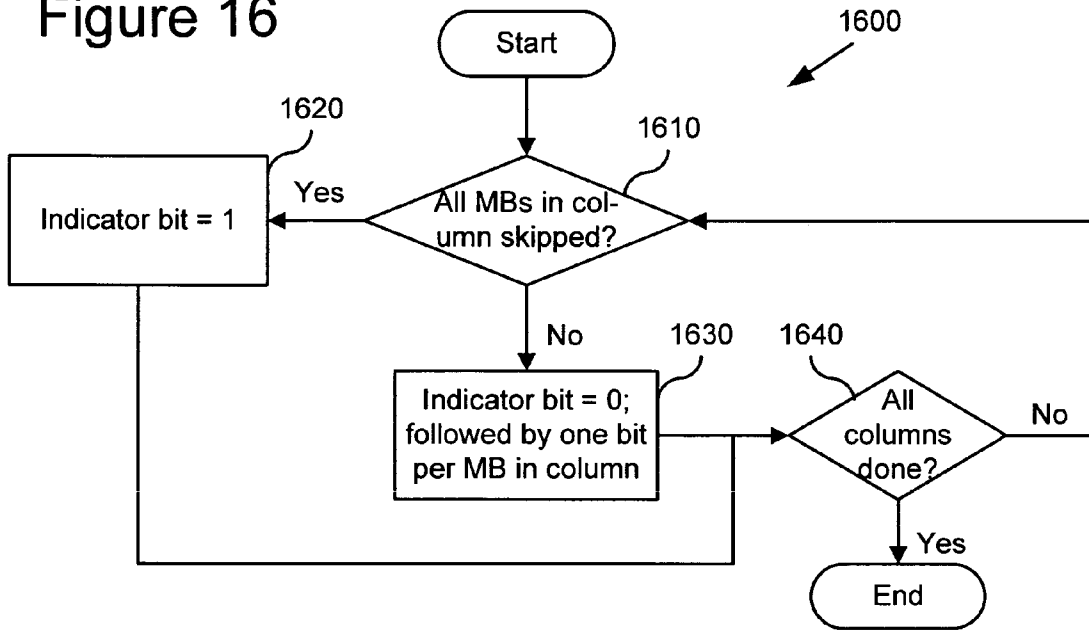 Figure 16
Start
1600
1620
1610
Yes
Indicator bit = 1
All MBs in col-
umn skipped?
No
1630
1640
Indicator bit = 0;
followed by one bit
per MB in column
All
columns
done?
No
Yes
End